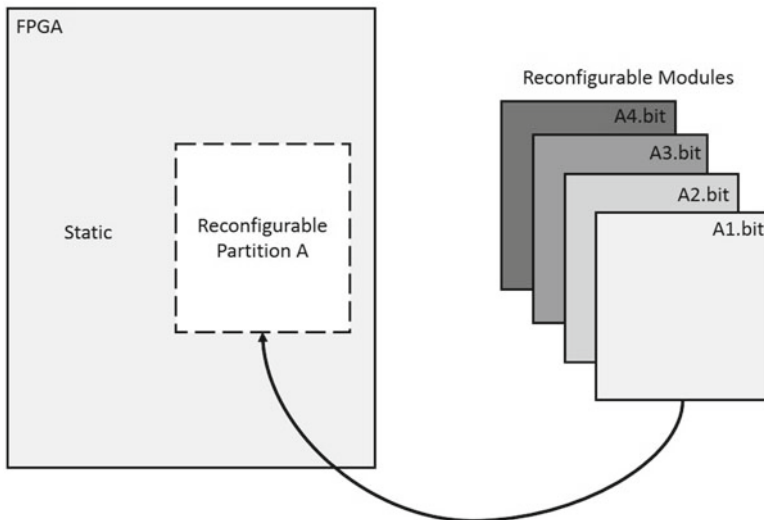 FPGA
Reconfigurable Modules
A4.bit
A3.bit
A2.bit
A1.bit
Static
Reconfigurable
Partition A